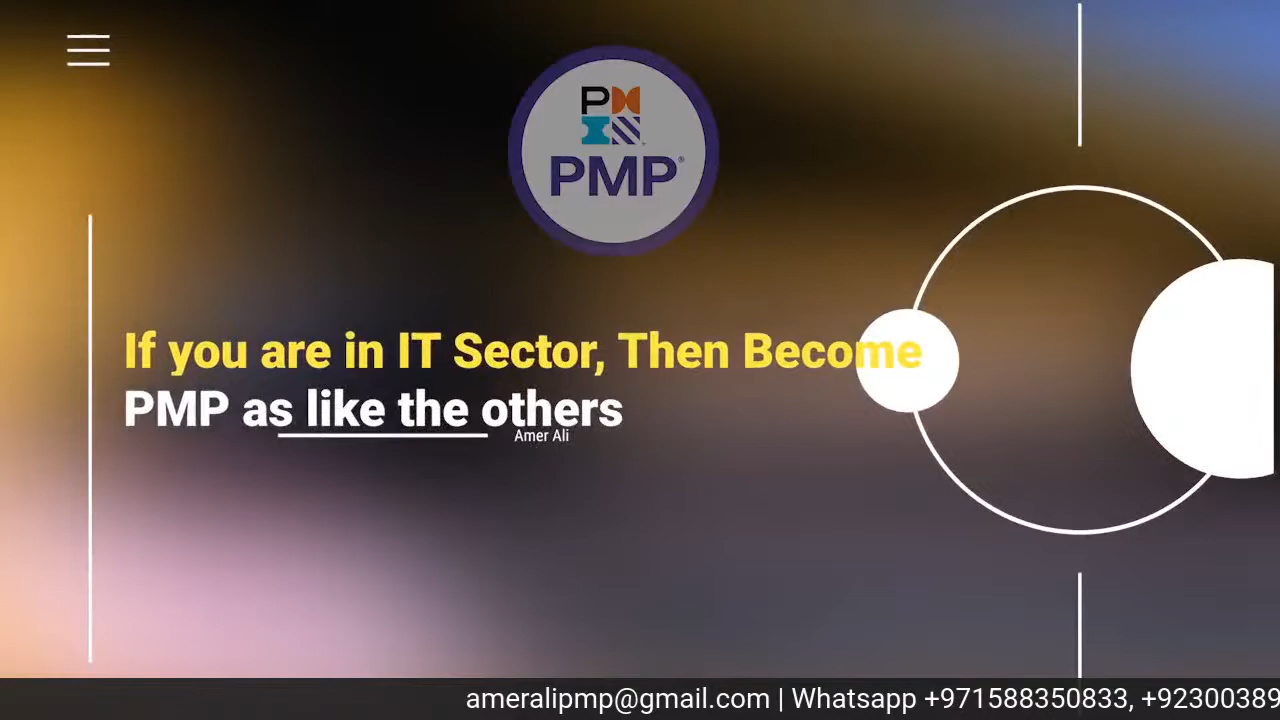 PMP®
If you are in IT Sector, Then Become
PMP as like the others
Amer Ali
ameralipmp@gmail.com | Whatsapp +971588350833, +92300389